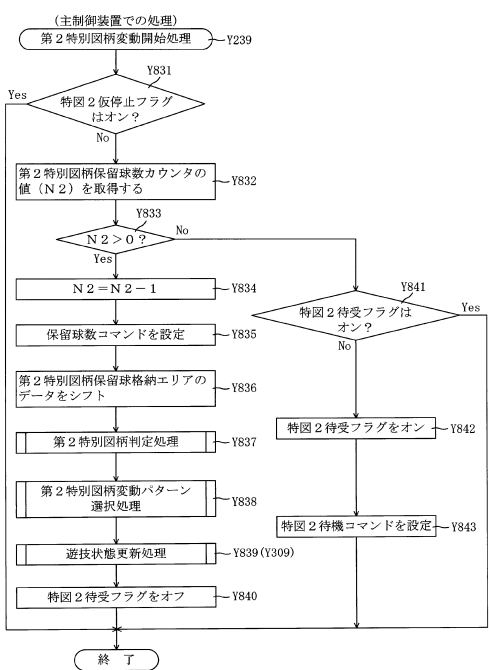 (主制御装置での処理)
第2特別図柄変動開始処理
Y239
Y831
Yes
特図2仮停止フラグ
はオン?
No
第2特別図柄保留球数カウンタの
値(N2)を取得する
Y832
Y833
N2>0?
No
Yes
N2=N2-1
Y834
Y841
特図2待受フラグは
オン?
Yes
No
保留球数コマンドを設定
Y835
第2特別図柄保留球格納エリアの
データをシフト
Y836
第2特別図柄判定処理
Y837
特図2待受フラグをオン
Y842
第2特別図柄変動パターン
選択処理
Y838
特図2待機コマンドを設定
Y843
遊技状態更新処理
Y839(Y309)
特図2待受フラグをオフ
Y840
終 了